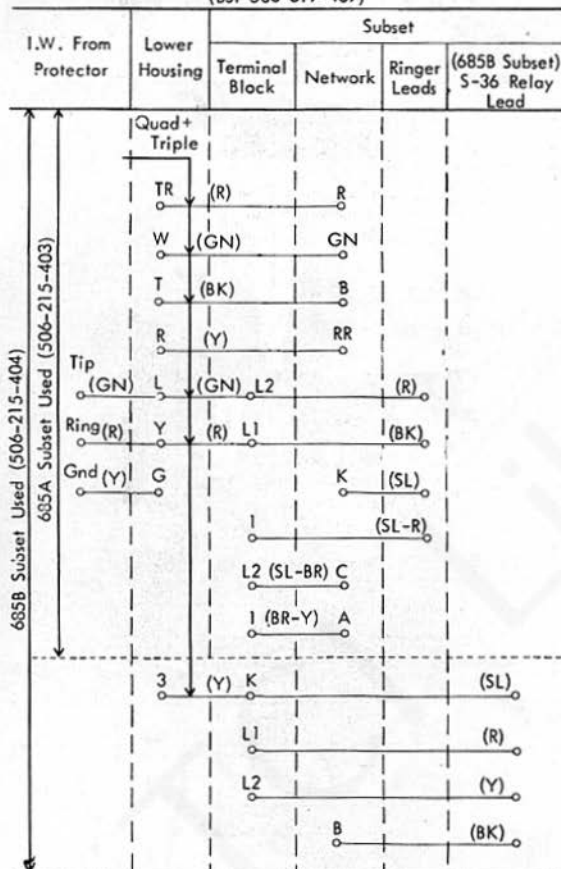 Subset
I.W. From Protector
Lower Housing
Terminal Block
Network
Ringer Leads
(685B Subset) S-36 Relay Lead
Quad+ Triple
TR (R) R
W (GN) GN
T (BK) B
R (Y) RR
Tip (GN) L (GN) L2 (R)
Ring (R) Y (R) L1 (BK)
Gnd (Y) G K (SL)
1 (SL-R)
L2 (SL-BR) C
1 (BR-Y) A
3 (Y) K (SL)
L1 (R)
L2 (Y)
B (BK)
685B Subset Used (506-215-404)
685A Subset Used (506-215-403)